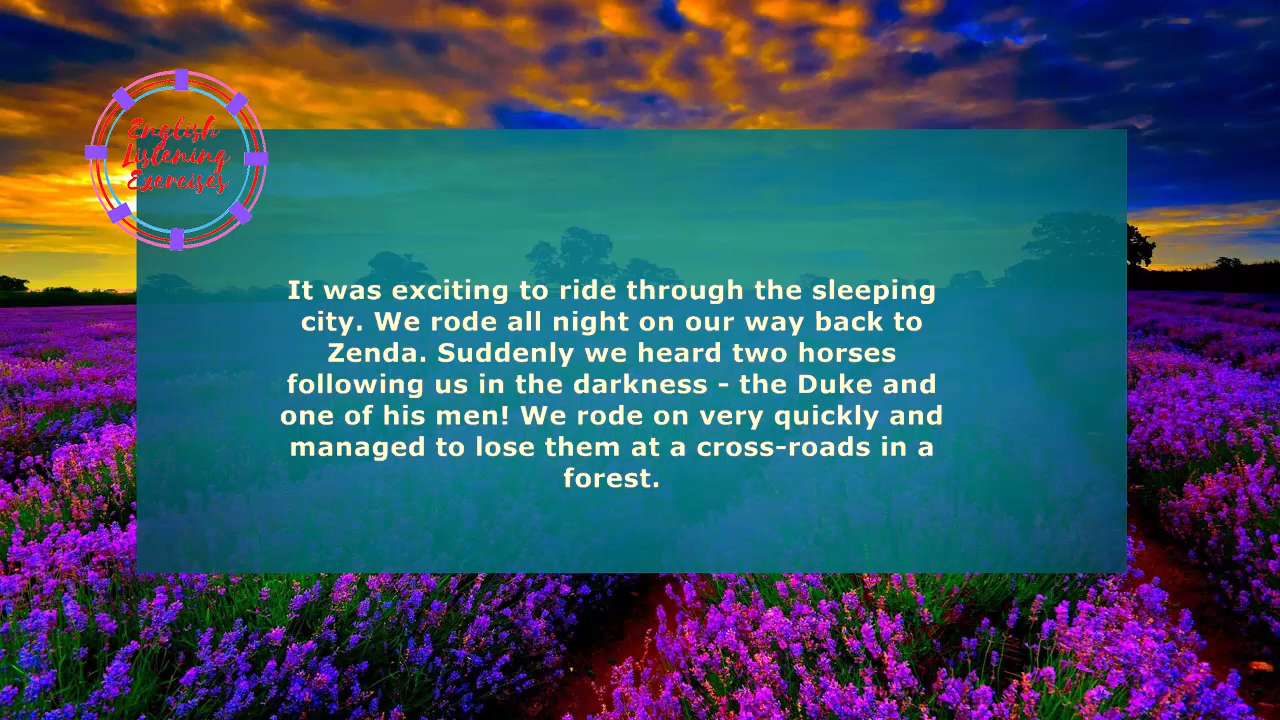 English
Listening
Exercises
It was exciting to ride through the sleeping
city. We rode all night on our way back to
Zenda. Suddenly we heard two horses
following us in the darkness - the Duke and
one of his men! We rode on very quickly and
managed to lose them at a cross-roads in a
forest.